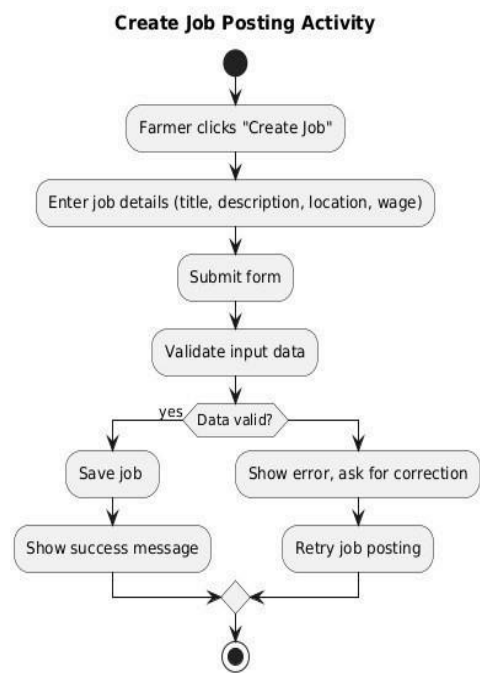 Create Job Posting Activity
Farmer clicks "Create Job"
Enter job details (title, description, location, wage)
Submit form
Validate input data
yes
Data valid?
Save job
Show error, ask for correction
Show success message
Retry job posting